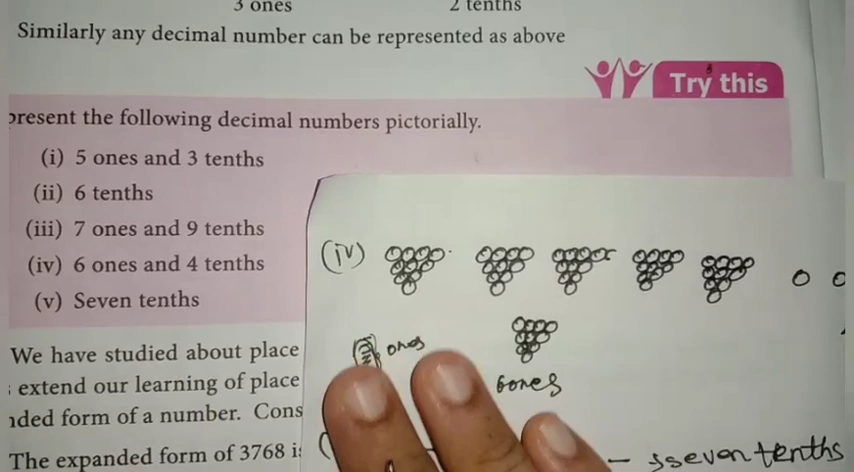 3 ones 2 tenths
Similarly any decimal number can be represented as above
Try this
present the following decimal numbers pictorially.
(i) 5 ones and 3 tenths
(ii) 6 tenths
(iii) 7 ones and 9 tenths
(iv) 6 ones and 4 tenths
(v) Seven tenths
(iv)
ones
6ones
We have studied about place
extend our learning of place
nded form of a number. Cons
The expanded form of 3768 is
– sseven tenths